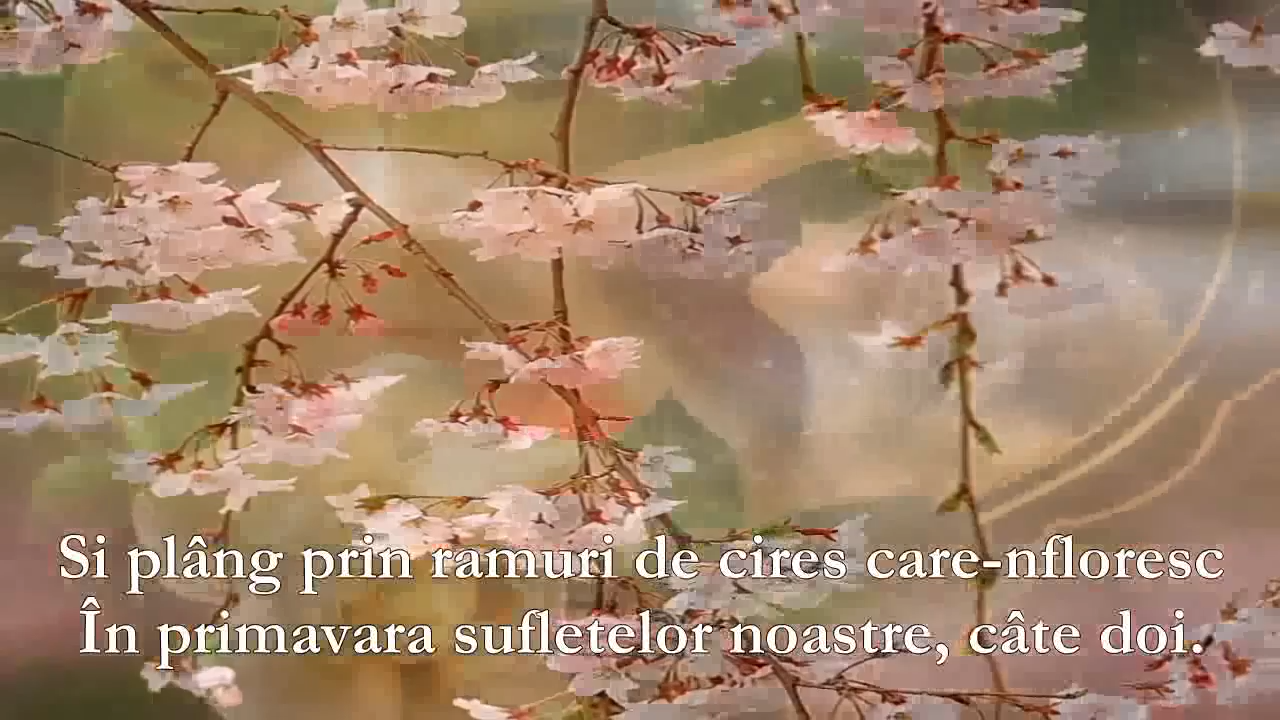 Si plâng prin ramuri de cires care-nfloresc
În primavara sufletelor noastre, câte doi.